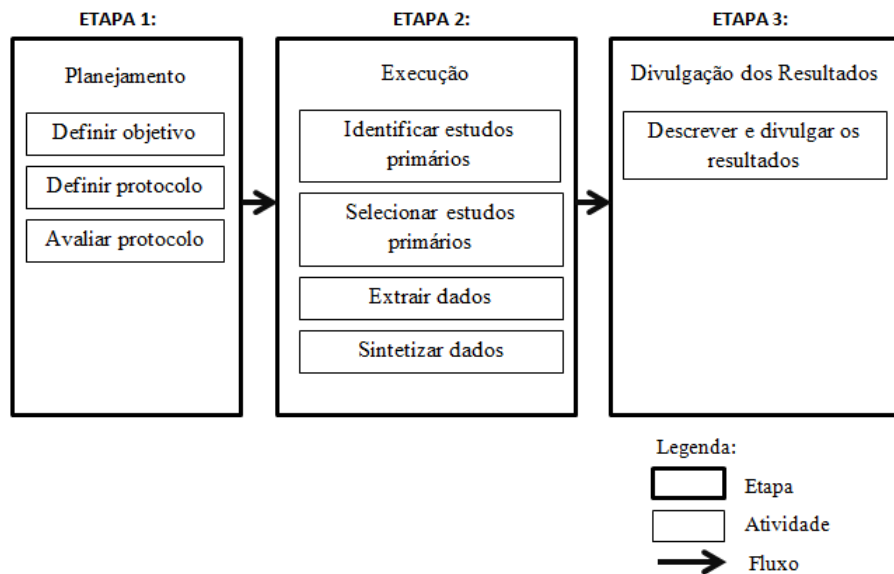 ETAPA 1:
Planejamento
Definir objetivo
Definir protocolo
Avaliar protocolo
ETAPA 2:
Execução
Identificar estudos
primários
Selecionar estudos
primários
Extrair dados
Sintetizar dados
ETAPA 3:
Divulgação dos Resultados
Descrever e divulgar os
resultados
Legenda:
Etapa
Atividade
Fluxo